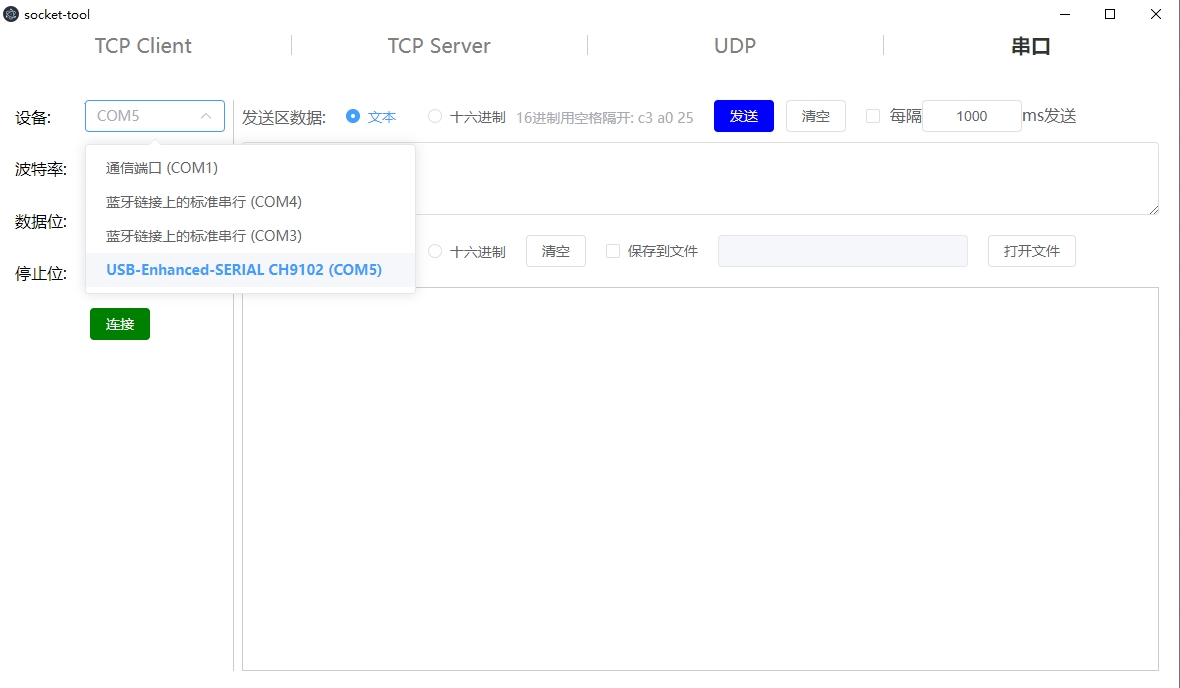 socket-tool
TCP Client
TCP Server
UDP
串口
设备: COM5 发送区数据: 文本 十六进制 16进制用空格隔开: c3 a0 25 发送 清空 每隔 1000 ms发送
通信端口 (COM1)
波特率:
蓝牙链接上的标准串行 (COM4)
数据位:
蓝牙链接上的标准串行 (COM3)
十六进制 清空 保存到文件 打开文件
停止位:
USB-Enhanced-SERIAL CH9102 (COM5)
连接